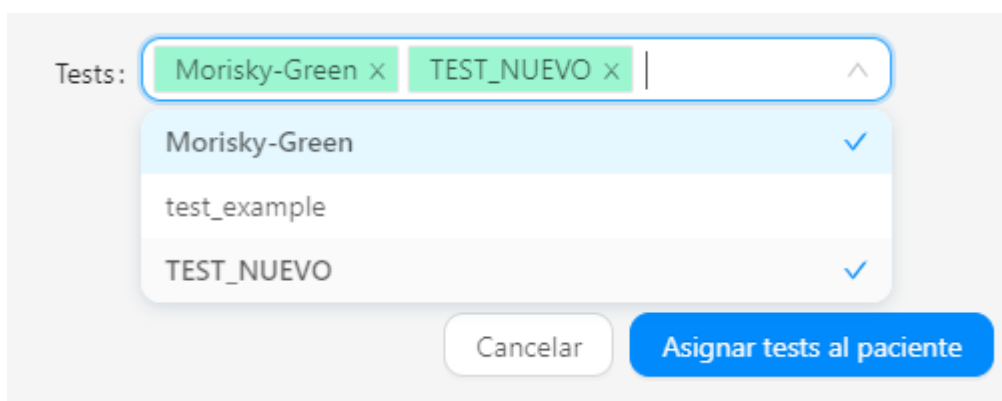 Tests: Morisky-Green × TEST_NUEVO ×
Morisky-Green
test_example
TEST_NUEVO
Cancelar Asignar tests al paciente